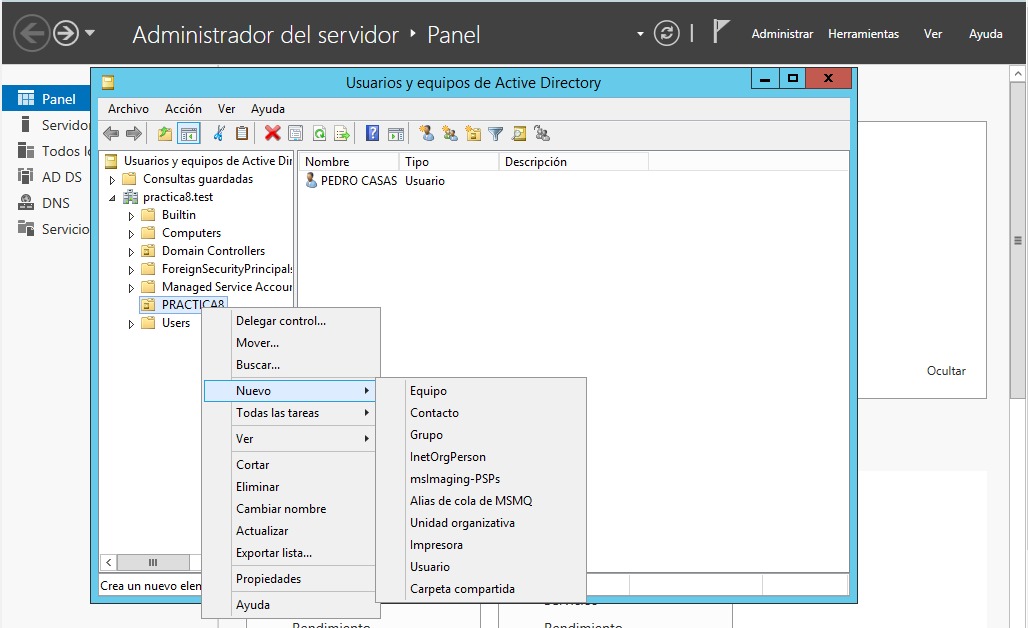 Administrador del servidor ‣ Panel
Administrar Herramientas Ver Ayuda
Usuarios y equipos de Active Directory
Panel
Servido
Todos l
AD DS
DNS
Servicio
Archivo Acción Ver Ayuda
Usuarios y equipos de Active Dir
Consultas guardadas
practica8.test
Builtin
Computers
Domain Controllers
ForeignSecurityPrincipals
Managed Service Accoun
PRACTICA8
Users
Nombre Tipo Descripción
PEDRO CASAS Usuario
Delegar control...
Mover...
Buscar...
Nuevo
Todas las tareas
Ver
Cortar
Eliminar
Cambiar nombre
Actualizar
Exportar lista...
Propiedades
Ayuda
Equipo
Contacto
Grupo
InetOrgPerson
msImaging-PSPs
Alias de cola de MSMQ
Unidad organizativa
Impresora
Usuario
Carpeta compartida
Crea un nuevo elen
Ocultar
Servicios
Rendimiento
Rendimiento